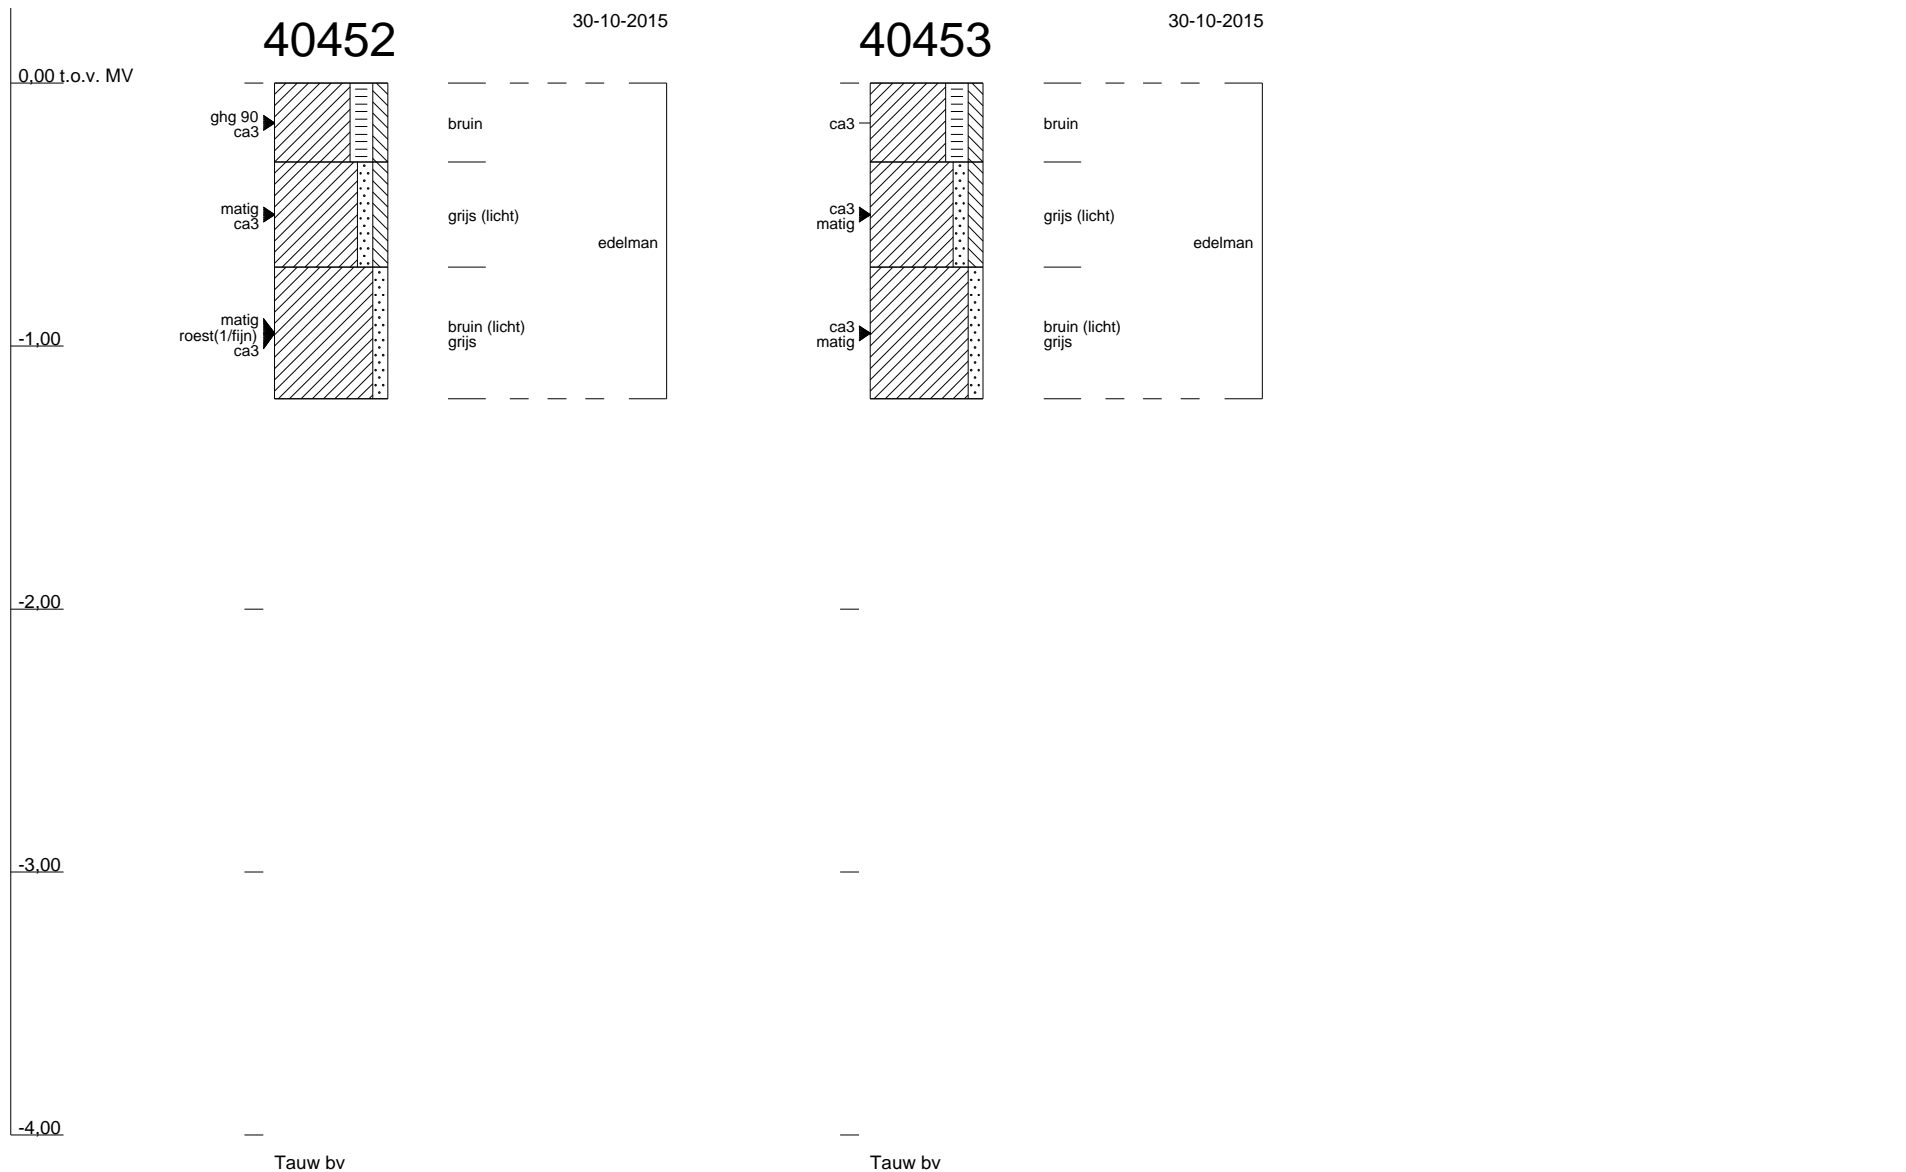 40452
30-10-2015
40453
30-10-2015
0,00 t.o.v. MV
ghg 90
ca3
bruin
ca3
bruin
matig
ca3
grijs (licht)
edelman
ca3
matig
grijs (licht)
edelman
matig
roest(1/fijn)
ca3
bruin (licht)
grijs
ca3
matig
bruin (licht)
grijs
-1,00
-2,00
-3,00
-4,00
Tauw bv
Tauw bv